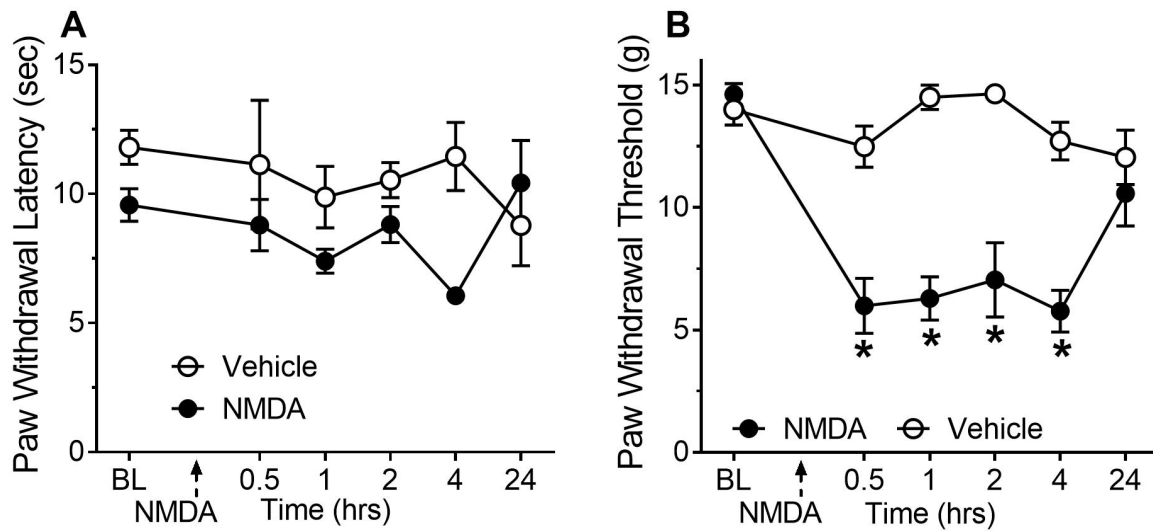 A
Paw Withdrawal Latency (sec)
15
10
5
0
Vehicle
NMDA
BL 0.5 1 2 4 24
NMDA Time (hrs)
B
Paw Withdrawal Threshold (g)
15
10
5
0
* * * *
NMDA Vehicle
BL 0.5 1 2 4 24
NMDA Time (hrs)